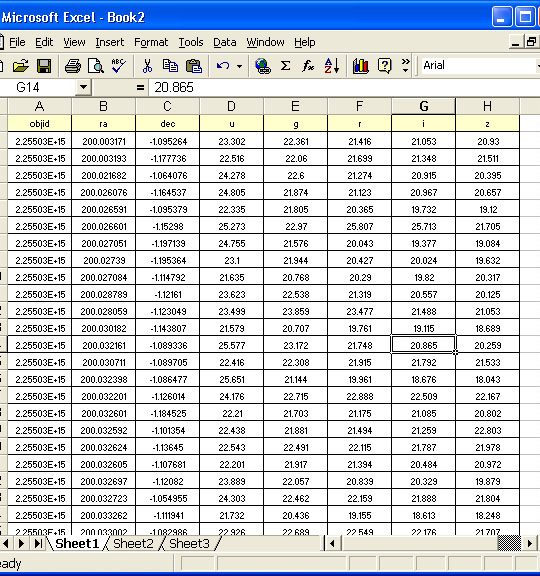 Microsoft Excel - Book2
File Edit View Insert Format Tools Data Window Help
Arial
G14 = 20.865
A B C D E F G H
objid ra dec u g r i z
2.25503E+15 200.003171 -1.095264 23.302 22.361 21.416 21.053 20.93
2.25503E+15 200.003193 -1.177736 22.516 22.06 21.699 21.348 21.511
2.25503E+15 200.021682 -1.064076 24.278 22.6 21.274 20.915 20.395
2.25503E+15 200.026076 -1.164537 24.805 21.874 21.123 20.967 20.657
2.25503E+15 200.026591 -1.095379 22.335 21.805 20.365 19.732 19.12
2.25503E+15 200.026601 -1.15298 25.273 22.97 25.807 25.713 21.705
2.25503E+15 200.027051 -1.197139 24.755 21.576 20.043 19.377 19.084
2.25503E+15 200.02739 -1.195364 23.1 21.944 20.427 20.024 19.632
2.25503E+15 200.027084 -1.114792 21.635 20.768 20.29 19.82 20.317
2.25503E+15 200.028789 -1.12161 23.623 22.538 21.319 20.557 20.125
2.25503E+15 200.028059 -1.123049 23.499 23.859 23.477 21.488 21.053
2.25503E+15 200.030182 -1.143807 21.579 20.707 19.761 19.115 18.689
2.25503E+15 200.032161 -1.089336 25.577 23.172 21.748 20.865 20.259
2.25503E+15 200.030711 -1.089705 22.416 22.308 21.915 21.792 21.533
2.25503E+15 200.032398 -1.086477 25.651 21.144 19.961 18.676 18.043
2.25503E+15 200.032201 -1.126014 24.176 22.715 22.888 22.509 22.167
2.25503E+15 200.032601 -1.184525 22.21 21.703 21.175 21.085 20.802
2.25503E+15 200.032592 -1.101354 22.438 21.881 21.494 21.259 22.803
2.25503E+15 200.032624 -1.13645 22.543 22.491 22.115 21.787 21.978
2.25503E+15 200.032605 -1.107681 22.201 21.917 21.394 20.484 20.972
2.25503E+15 200.032697 -1.12082 23.889 22.057 20.839 20.329 19.879
2.25503E+15 200.032723 -1.054955 24.303 22.462 22.159 21.888 21.804
2.25503E+15 200.033262 -1.111941 21.732 20.436 19.155 18.613 18.248
2.25503E+15 200.033002 -1.082986 22.926 22.689 22.549 22.176 21.707
Sheet1 Sheet2 Sheet3